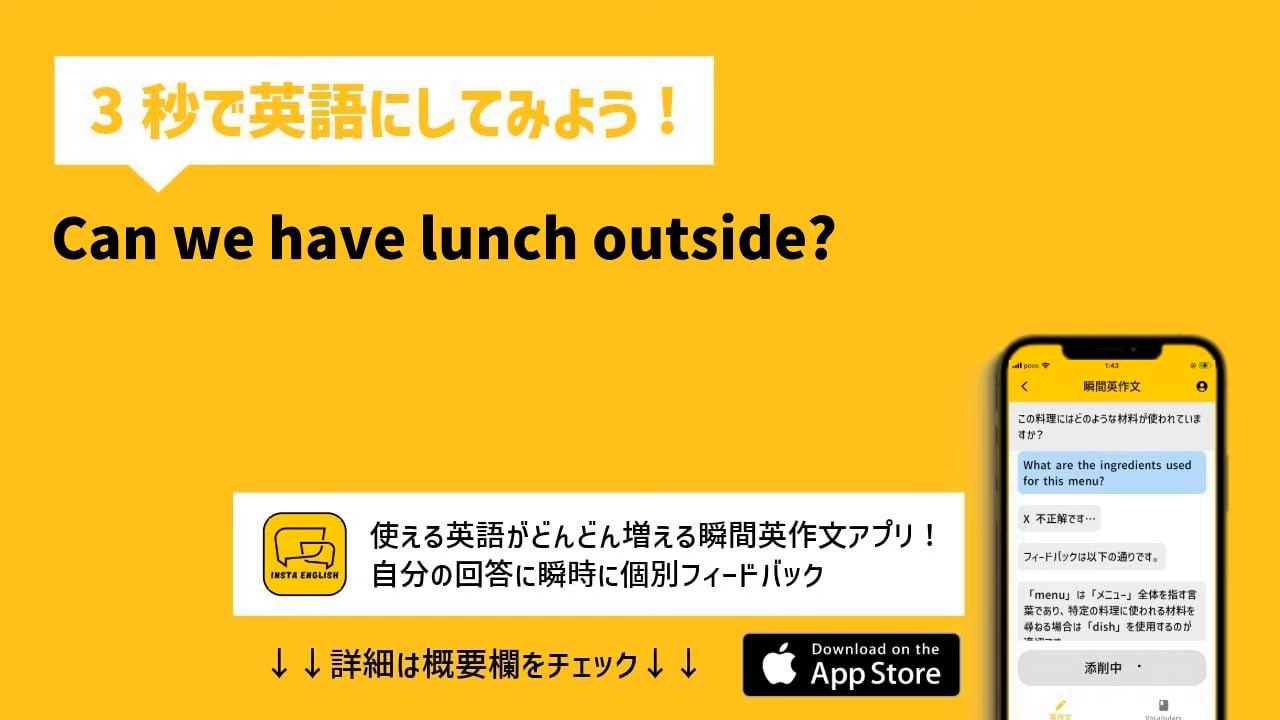 3秒で英語にしてみよう！
Can we have lunch outside?
povo
1:43
瞬間英作文
この料理にはどのような材料が使われていま
すか？
What are the ingredients used
for this menu?
X 不正解です…
フィードバックは以下の通りです。
「menu」は「メニュー」全体を指す言
葉であり、特定の料理に使われる材料を
尋ねる場合は「dish」を使用するのが
添削中
英作文
Vocabulary
INSTA ENGLISH
使える英語がどんどん増える瞬間英作文アプリ！
自分の回答に瞬時に個別フィードバック
↓↓詳細は概要欄をチェック↓↓
Download on the
App Store